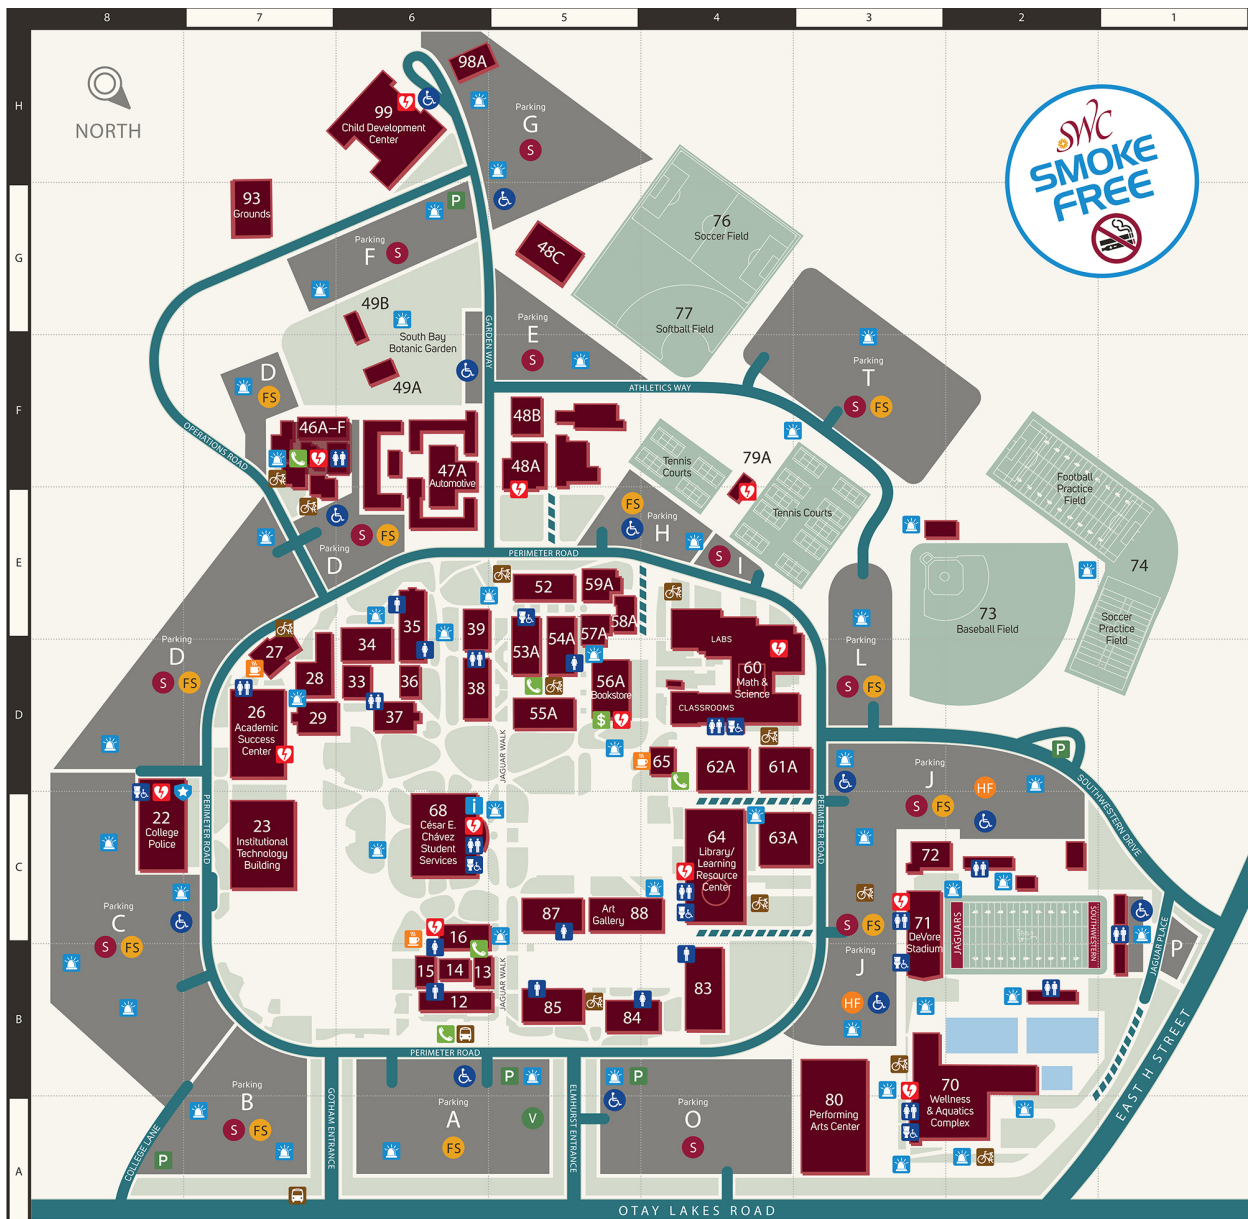 8 7 6 5 4 3 2 1
H
G
F
E
D
C
B
A
NORTH
SWC
SMOKE
FREE
98A
99
Child Development
Center
Parking
G
S
93
Grounds
P
Parking
F
S
48C
76
Soccer Field
77
Softball Field
49B
South Bay
Botanic Garden
49A
GARDEN WAY
Parking
E
S
ATHLETICS WAY
Parking
T
S FS
D
FS
OPERATIONS ROAD
46A–F
47A
Automotive
48B
48A
Tennis
Courts
79A
Tennis Courts
Football
Practice
Field
74
Soccer
Practice
Field
73
Baseball Field
S FS
Parking
D
FS
Parking
H
S
I
PERIMETER ROAD
Parking
L
S FS
Parking
D
S FS
27
28
29
26
Academic
Success
Center
34
33
35
36
37
39
38
52
53A
54A
55A
59A
58A
57A
56A
Bookstore
$
LABS
60
Math &
Science
CLASSROOMS
65
62A
61A
JAGUAR WALK
PERIMETER ROAD
22
College
Police
23
Institutional
Technology
Building
68
César E.
Chávez
Student
Services
i
64
Library/
Learning
Resource
Center
63A
PERIMETER ROAD
Parking
J
S FS
HF
P
SOUTHWESTERN DRIVE
72
71
DeVore
Stadium
JAGUARS
SOUTHWESTERN
JAGUAR PLACE
P
Parking
C
S FS
87
Art
Gallery
88
16
15
14
13
12
JAGUAR WALK
85
84
83
Parking
S FS
J
HF
PERIMETER ROAD
Parking
B
S FS
P
COLLEGE LANE
GOTHAM ENTRANCE
Parking
A
FS
P
V
ELMHURST ENTRANCE
P
Parking
O
S
80
Performing
Arts Center
70
Wellness
& Aquatics
Complex
EAST H STREET
OTAY LAKES ROAD